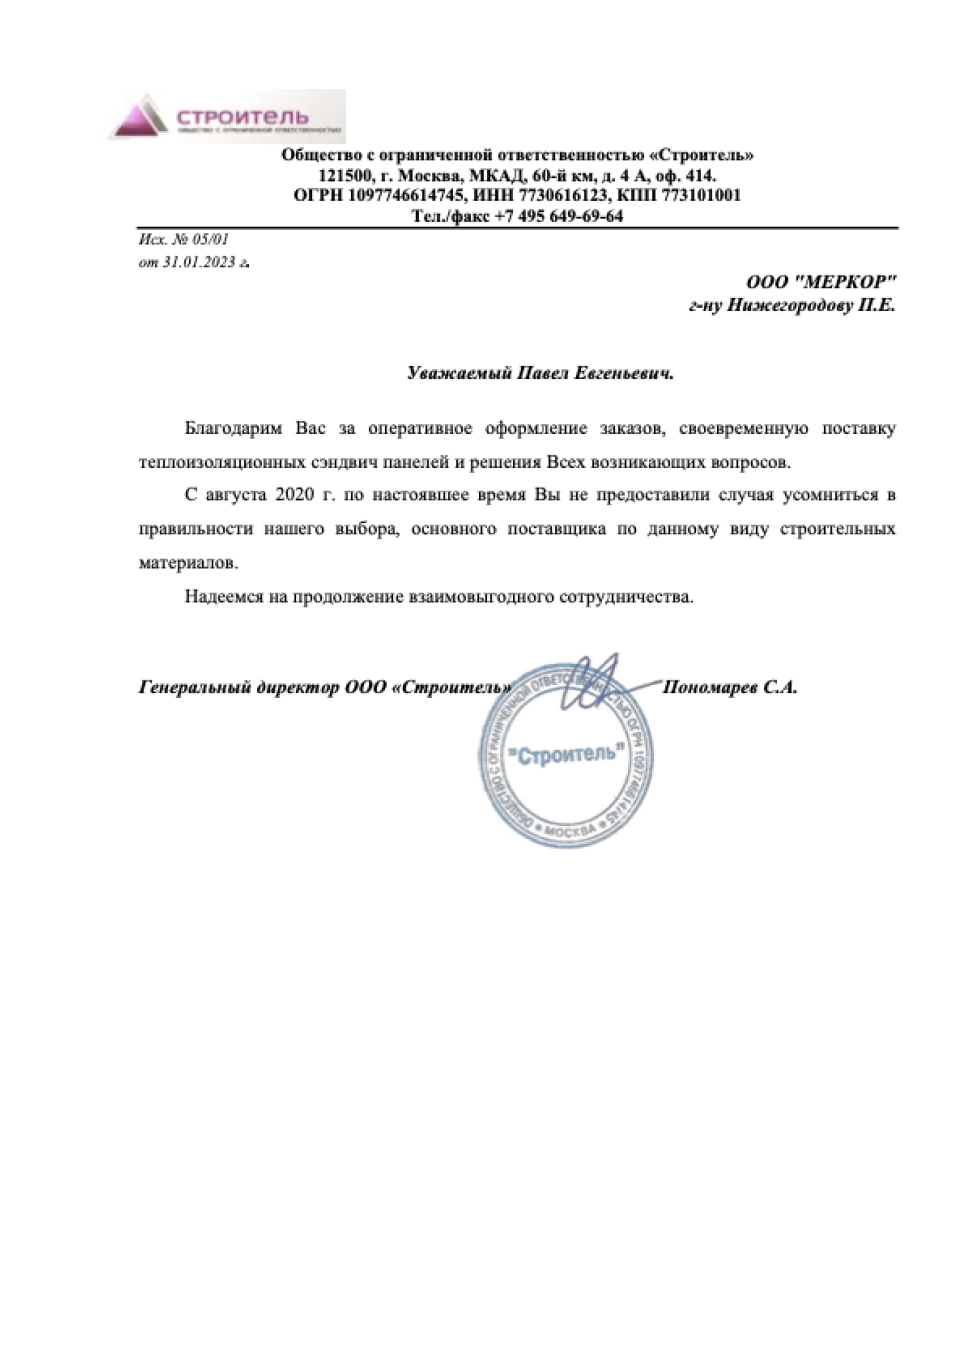 СТРОИТЕЛЬ
ОБЩЕСТВО С ОГРАНИЧЕННОЙ ОТВЕТСТВЕННОСТЬЮ
Общество с ограниченной ответственностью «Строитель»
121500, г. Москва, МКАД, 60-й км, д. 4 А, оф. 414.
ОГРН 1097746614745, ИНН 7730616123, КПП 773101001
Тел./факс +7 495 649-69-64
Исх. № 05/01
от 31.01.2023 г.
ООО "МЕРКОР"
г-ну Нижегородову П.Е.
Уважаемый Павел Евгеньевич.
Благодарим Вас за оперативное оформление заказов, своевременную поставку
теплоизоляционных сэндвич панелей и решения Всех возникающих вопросов.
С августа 2020 г. по настоявшее время Вы не предоставили случая усомниться в
правильности нашего выбора, основного поставщика по данному виду строительных
материалов.
Надеемся на продолжение взаимовыгодного сотрудничества.
Генеральный директор ООО «Строитель» Пономарев С.А.
ОБЩЕСТВО С ОГРАНИЧЕННОЙ ОТВЕТСТВЕННОСТЬЮ ОГРН 1097746614745
"Строитель"
* МОСКВА *